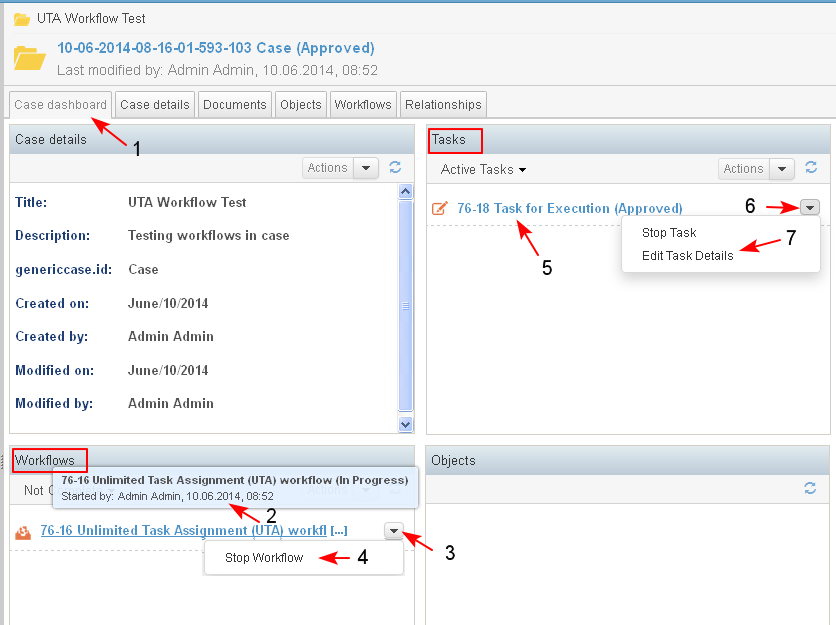 UTA Workflow Test
10-06-2014-08-16-01-593-103 Case (Approved)
Last modified by: Admin Admin, 10.06.2014, 08:52
Case dashboard Case details Documents Objects Workflows Relationships
1
Case details
Actions
Title: UTA Workflow Test
Description: Testing workflows in case
genericcase.id: Case
Created on: June/10/2014
Created by: Admin Admin
Modified on: June/10/2014
Modified by: Admin Admin
Tasks
Active Tasks Actions
76-18 Task for Execution (Approved) 6
Stop Task
Edit Task Details 7
5
Workflows
76-16 Unlimited Task Assignment (UTA) workflow (In Progress)
Not
Started by: Admin Admin, 10.06.2014, 08:52
2
76-16 Unlimited Task Assignment (UTA) workfl [...]
3
Stop Workflow 4
Objects